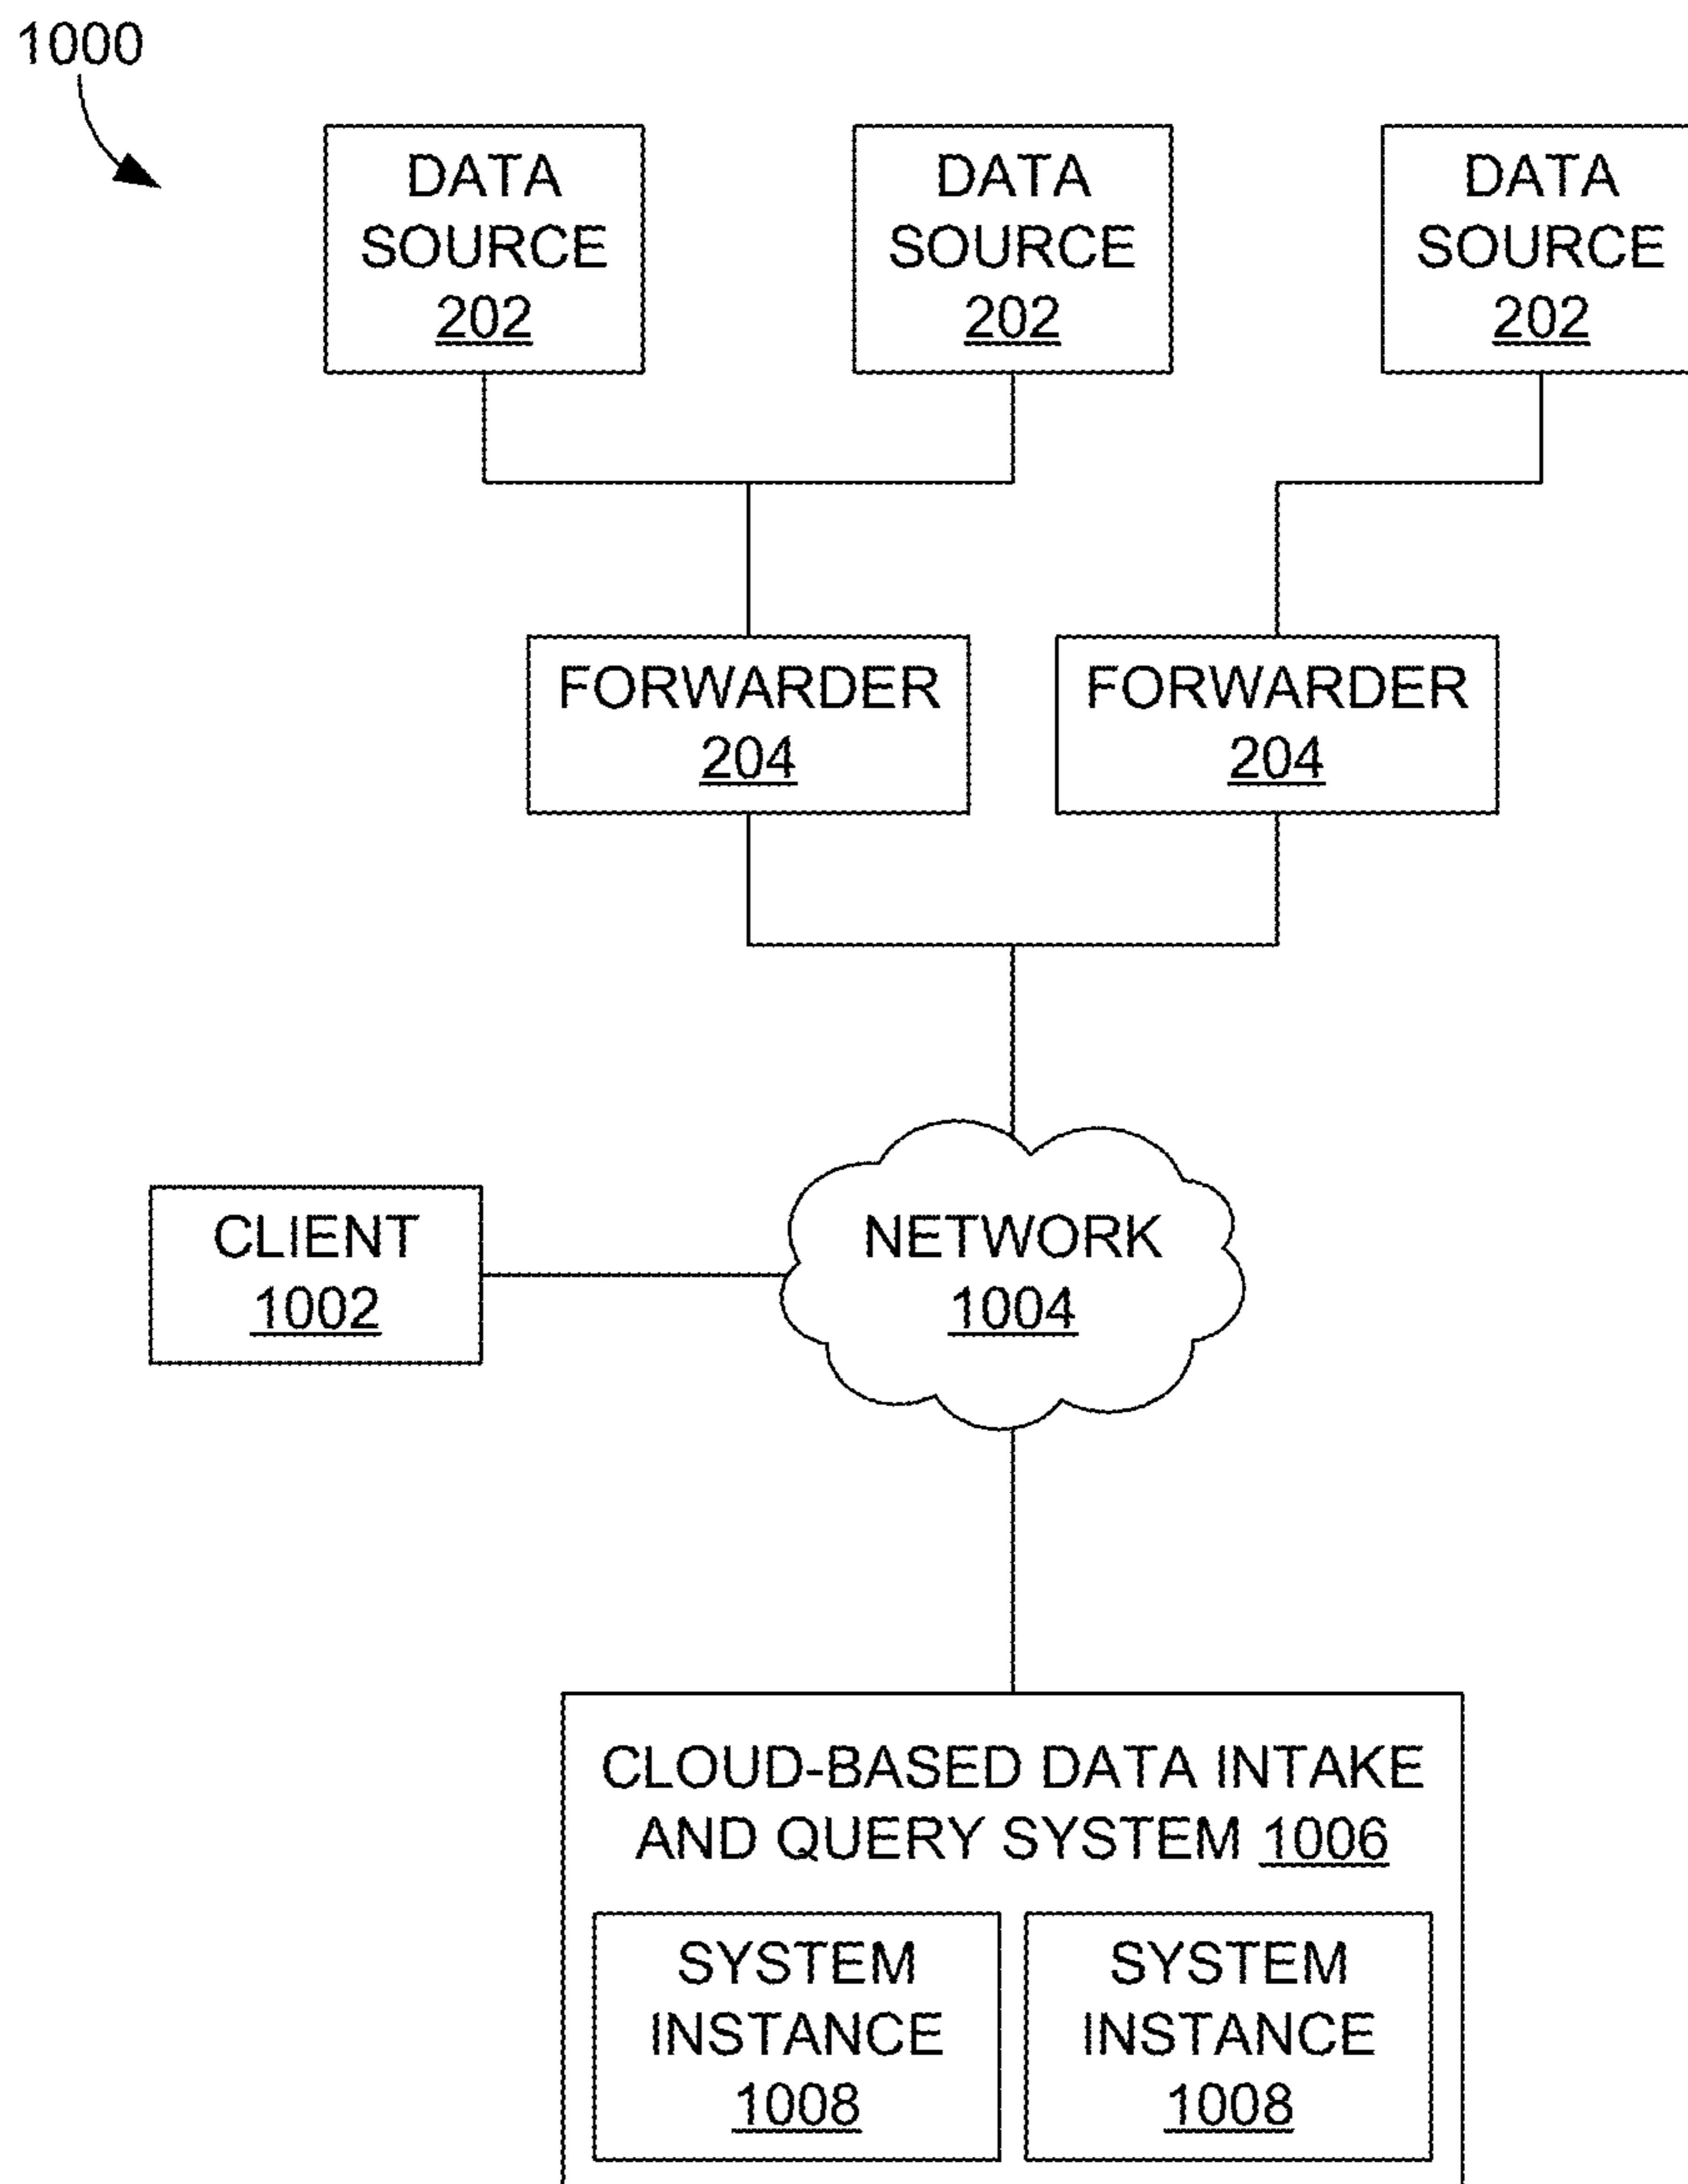 1000
DATA
SOURCE
202
DATA
SOURCE
202
DATA
SOURCE
202
FORWARDER
204
FORWARDER
204
CLIENT
1002
NETWORK
1004
CLOUD-BASED DATA INTAKE
AND QUERY SYSTEM 1006
SYSTEM
INSTANCE
1008
SYSTEM
INSTANCE
1008